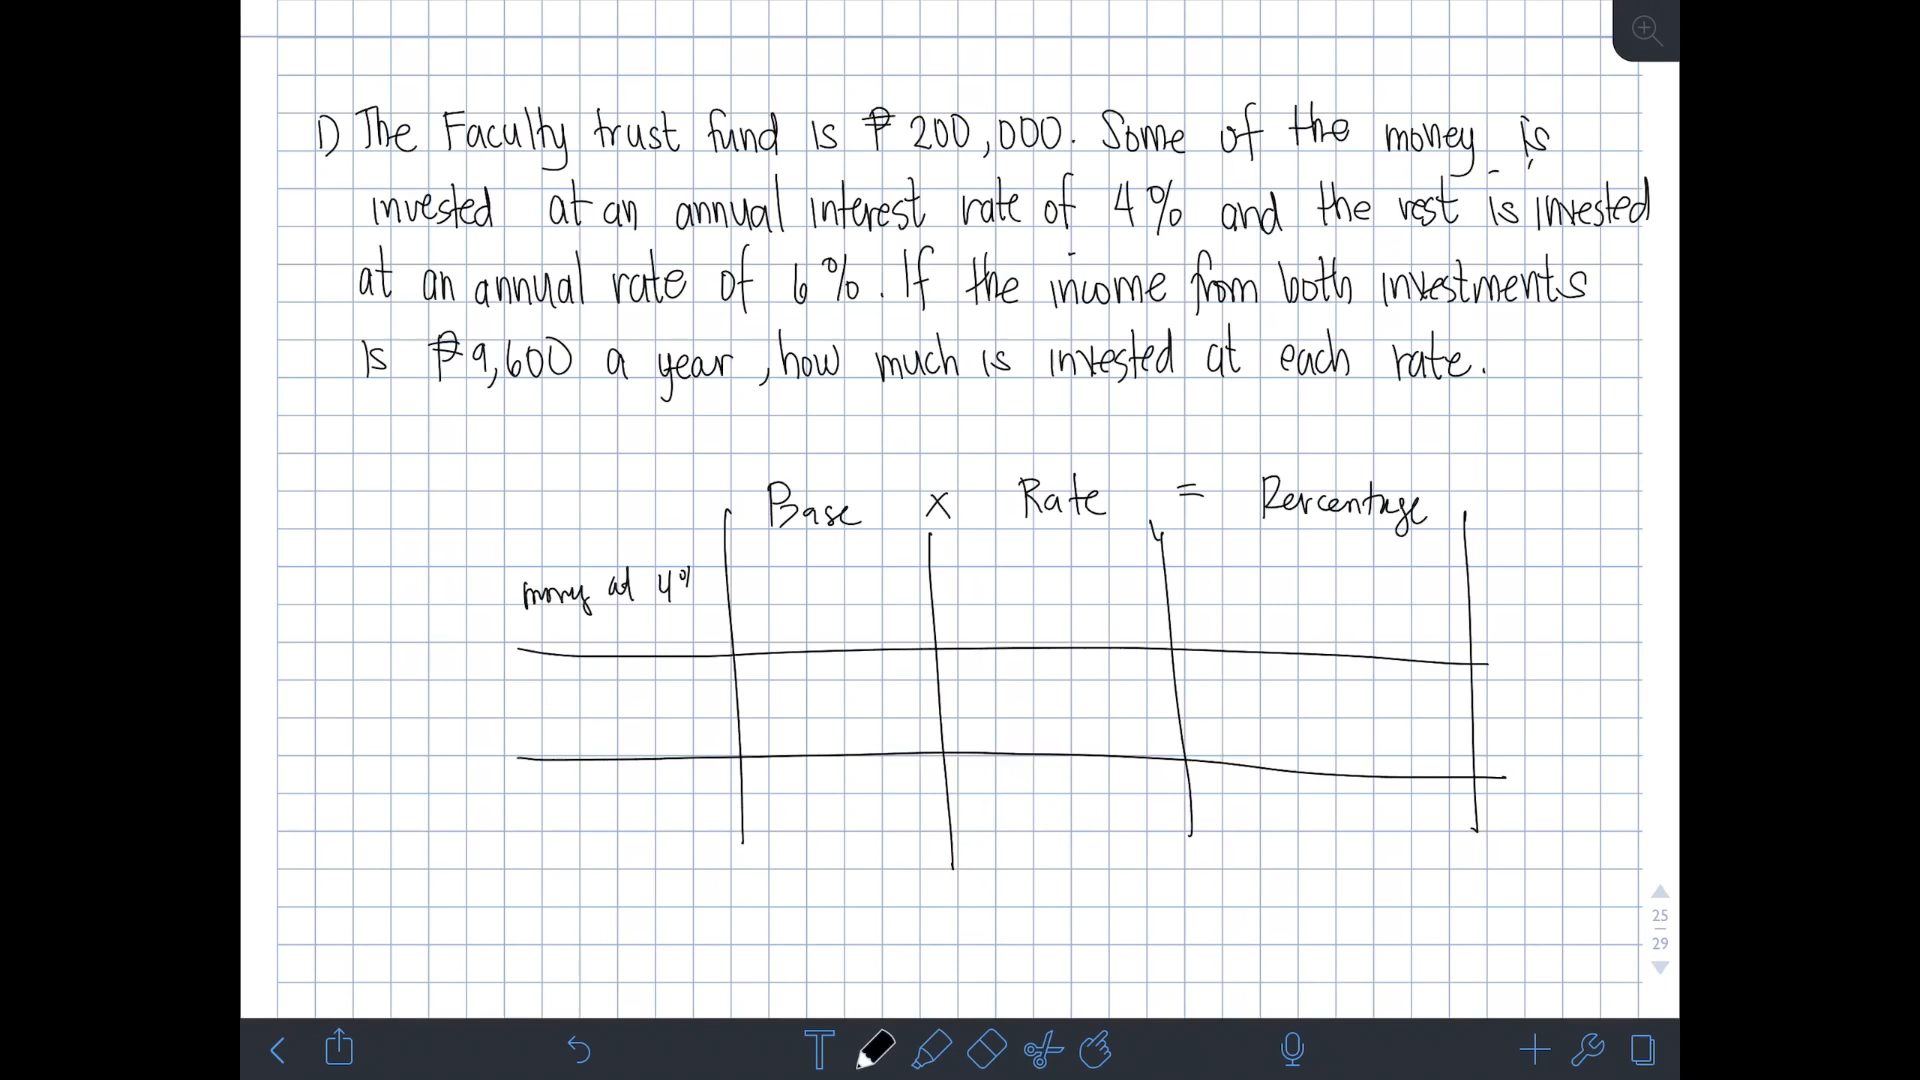 1) The Faculty trust fund is ₱ 200,000. Some of the money is
invested at an annual interest rate of 4% and the rest is invested
at an annual rate of 6%. If the income from both investments
is ₱9,600 a year, how much is invested at each rate.
Base x Rate = Percentage
money at 4%
25
29
T